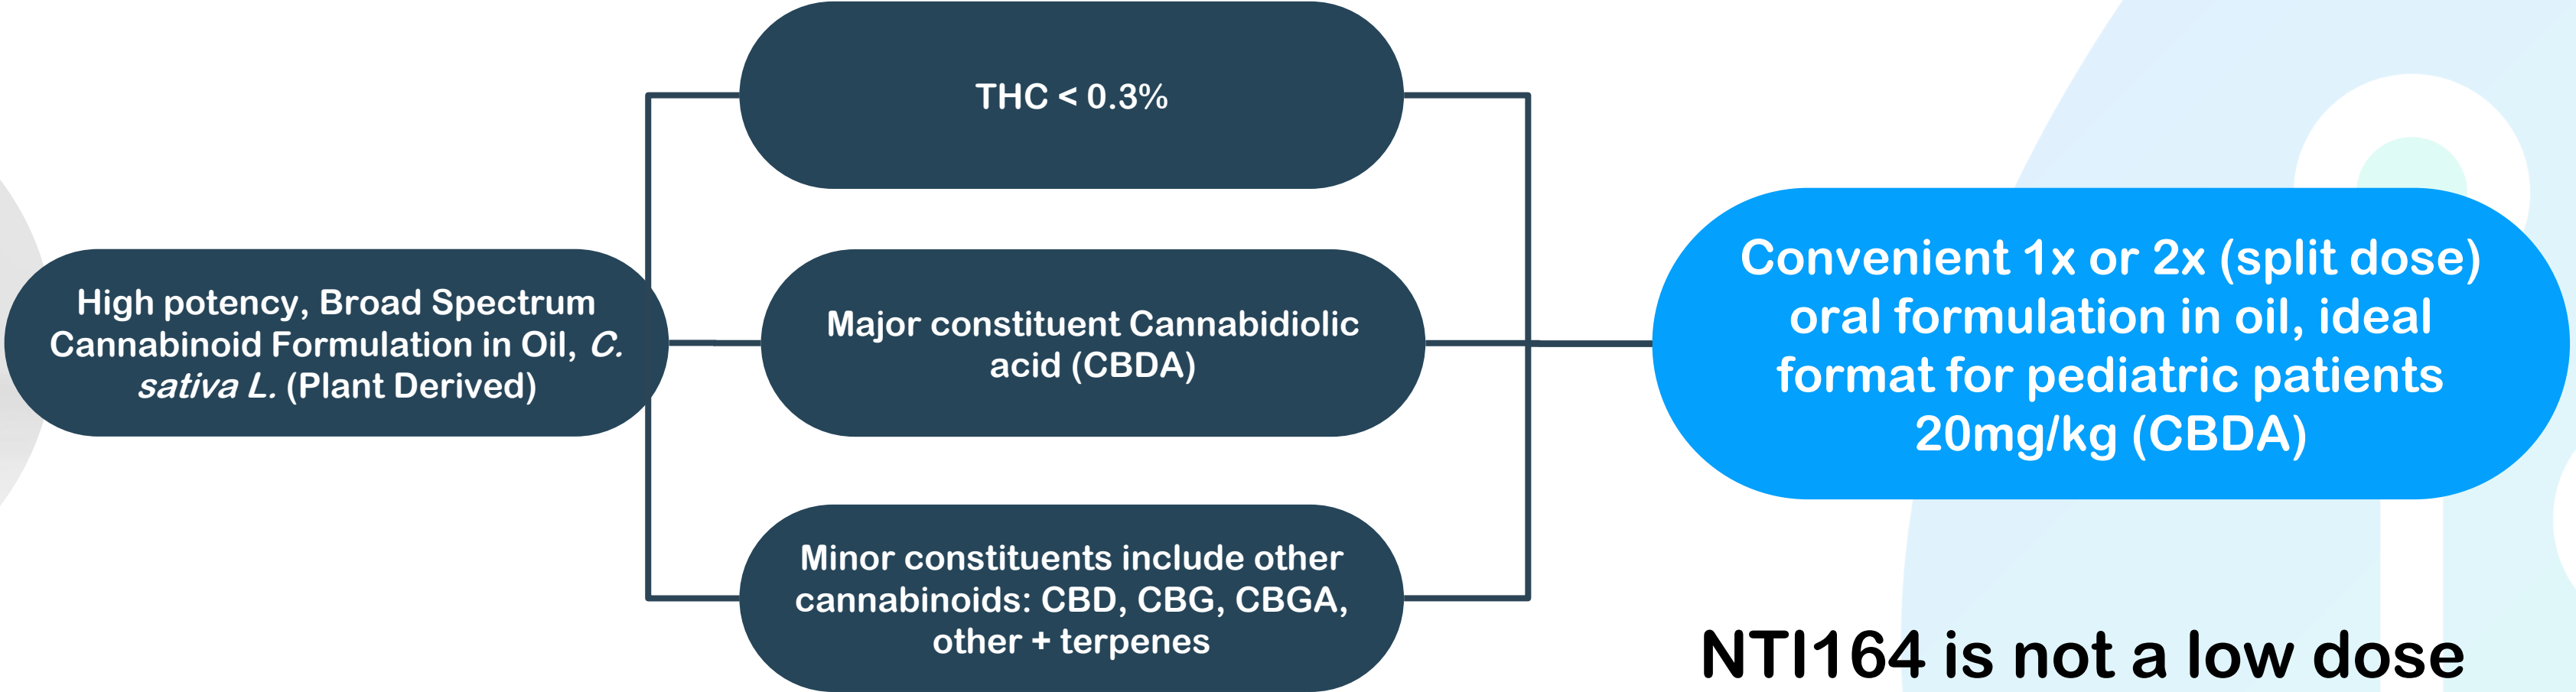 THC < 0.3%
High potency, Broad Spectrum
Cannabinoid Formulation in Oil, C.
sativa L. (Plant Derived)
Major constituent Cannabidiolic
acid (CBDA)
Minor constituents include other
cannabinoids: CBD, CBG, CBGA,
other + terpenes
Convenient 1x or 2x (split dose)
oral formulation in oil, ideal
format for pediatric patients
20mg/kg (CBDA)
NTI164 is not a low dose